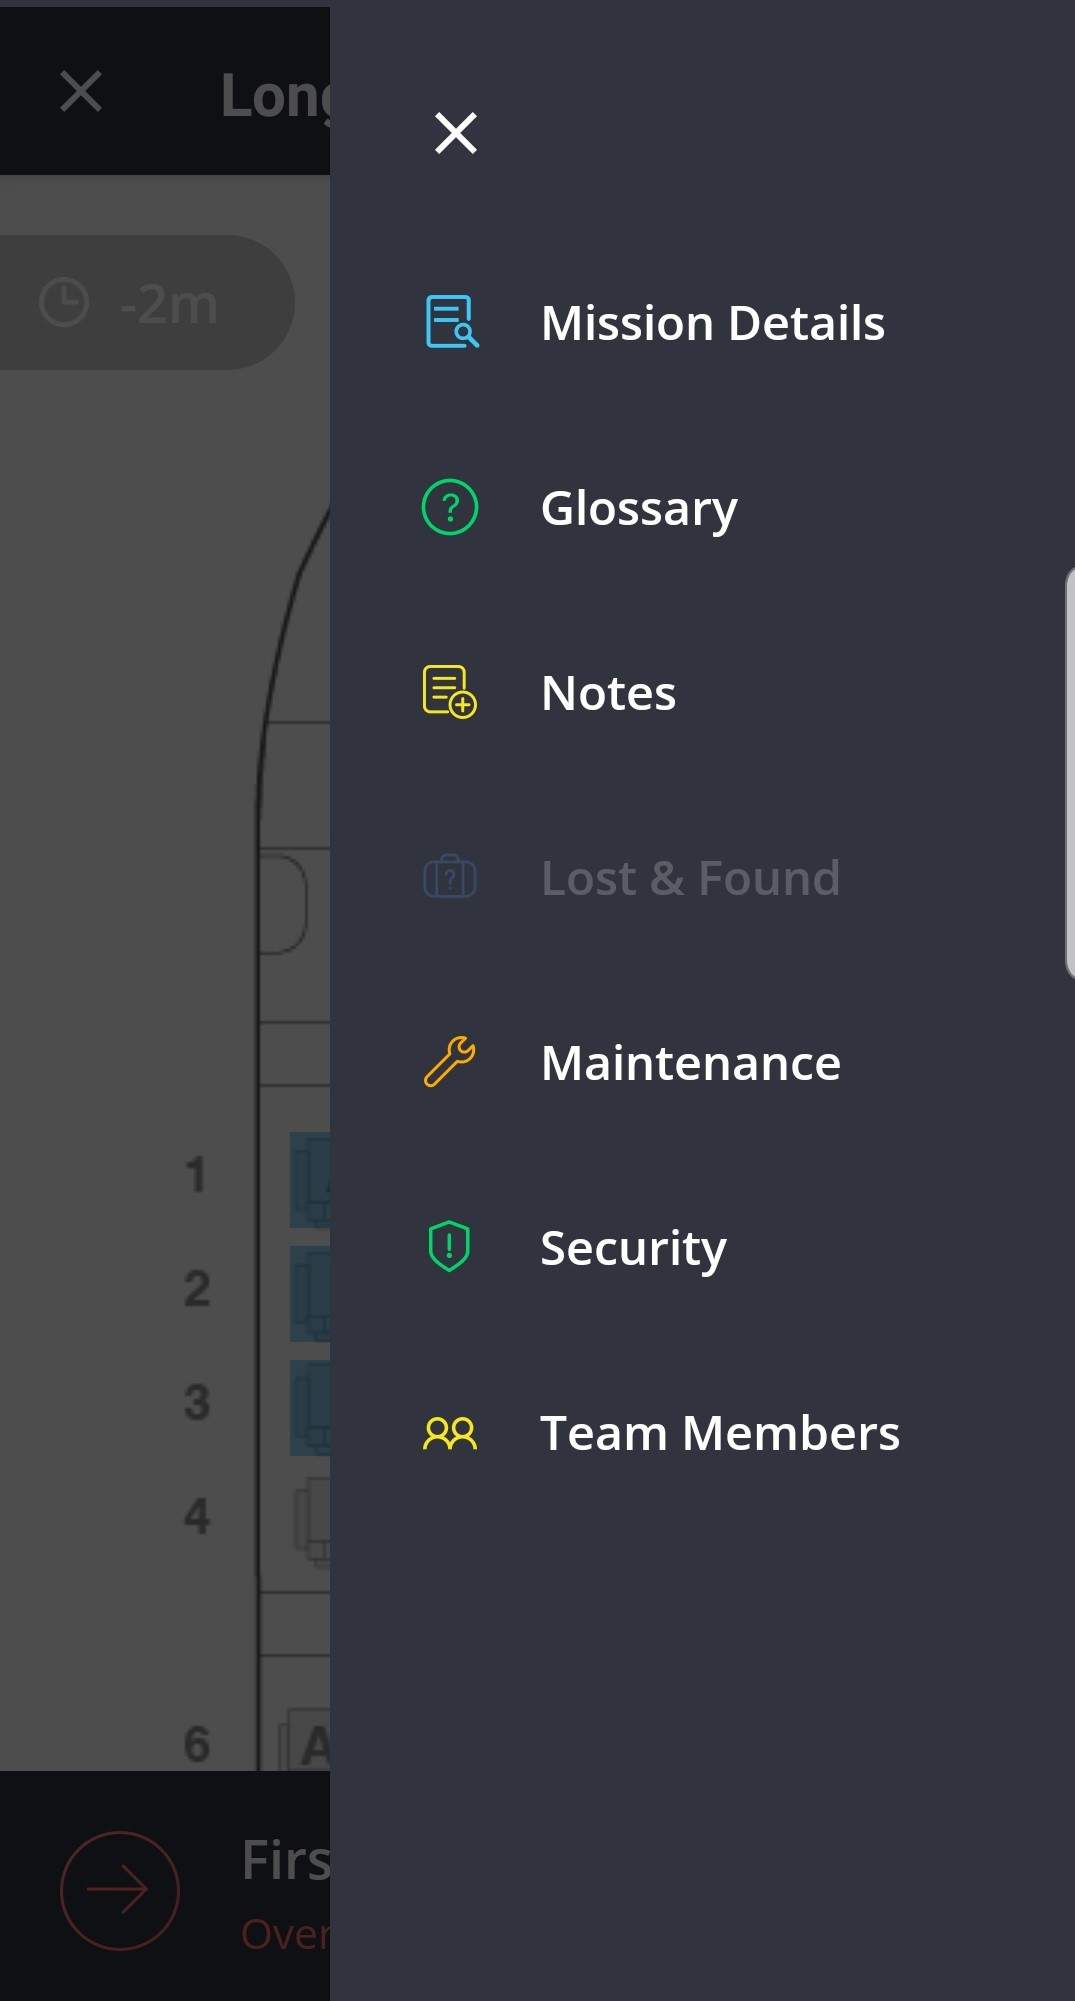 Long
-2m
1
2
3
4
6 A
Firs
Over
Mission Details
Glossary
Notes
Lost & Found
Maintenance
Security
Team Members